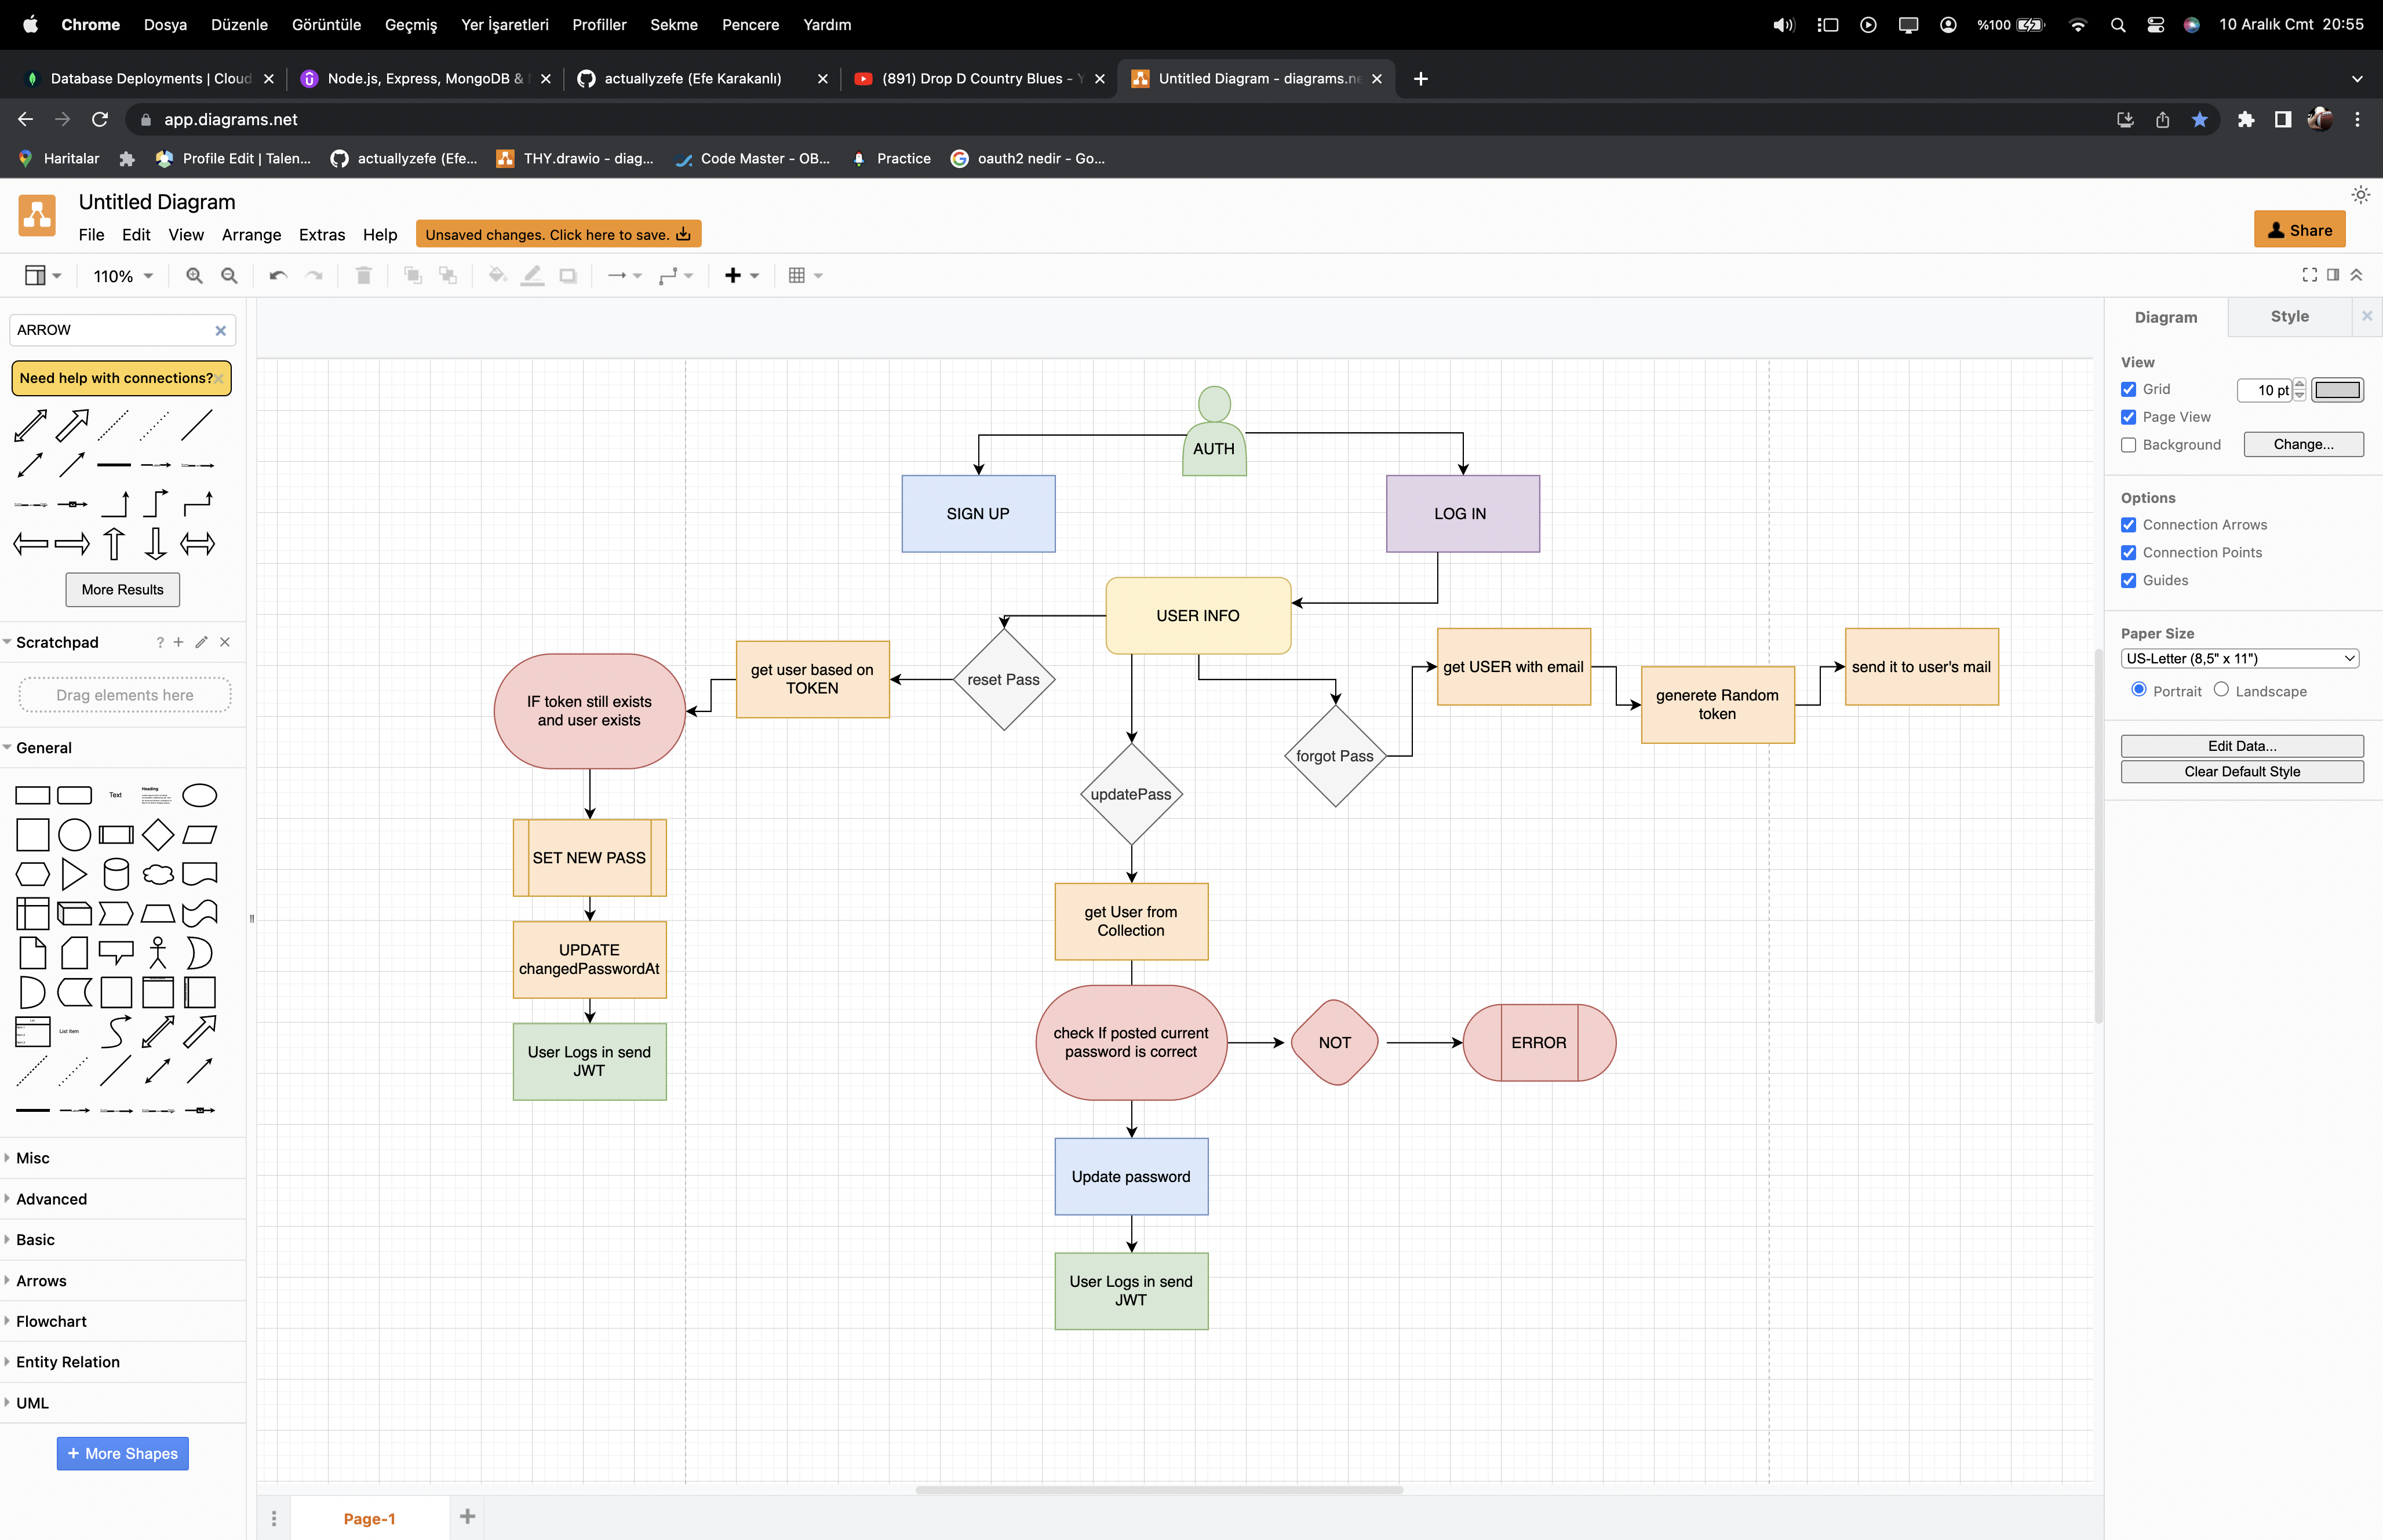 Chrome Dosya Düzenle Görüntüle Geçmiş Yer İşaretleri Profiller Sekme Pencere Yardım %100 10 Aralık Cmt 20:55
Database Deployments | Cloud Node.js, Express, MongoDB & actuallyzefe (Efe Karakanlı) (891) Drop D Country Blues - Untitled Diagram - diagrams.ne
app.diagrams.net
Haritalar Profile Edit | Talen... actuallyzefe (Efe... THY.drawio - diag... Code Master - OB... Practice oauth2 nedir - Go...
Untitled Diagram
File Edit View Arrange Extras Help Unsaved changes. Click here to save.
Share
110%
ARROW
Need help with connections?
More Results
Scratchpad
Drag elements here
General
Text
Heading
List
List Item
Misc
Advanced
Basic
Arrows
Flowchart
Entity Relation
UML
+ More Shapes
AUTH
SIGN UP
LOG IN
USER INFO
reset Pass
get user based on
TOKEN
IF token still exists
and user exists
SET NEW PASS
UPDATE
changedPasswordAt
User Logs in send
JWT
updatePass
get User from
Collection
check If posted current
password is correct
NOT
ERROR
Update password
User Logs in send
JWT
forgot Pass
get USER with email
generete Random
token
send it to user's mail
Page-1
Diagram
Style
View
Grid
10 pt
Page View
Background
Change...
Options
Connection Arrows
Connection Points
Guides
Paper Size
US-Letter (8,5" x 11")
Portrait Landscape
Edit Data...
Clear Default Style